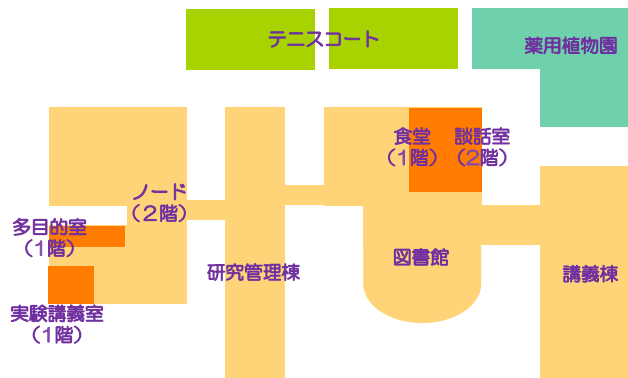 テニスコート
薬用植物園
食堂
（1階）
談話室
（2階）
ノード
（2階）
多目的室
（1階）
図書館
研究管理棟
講義棟
実験講義室
（1階）